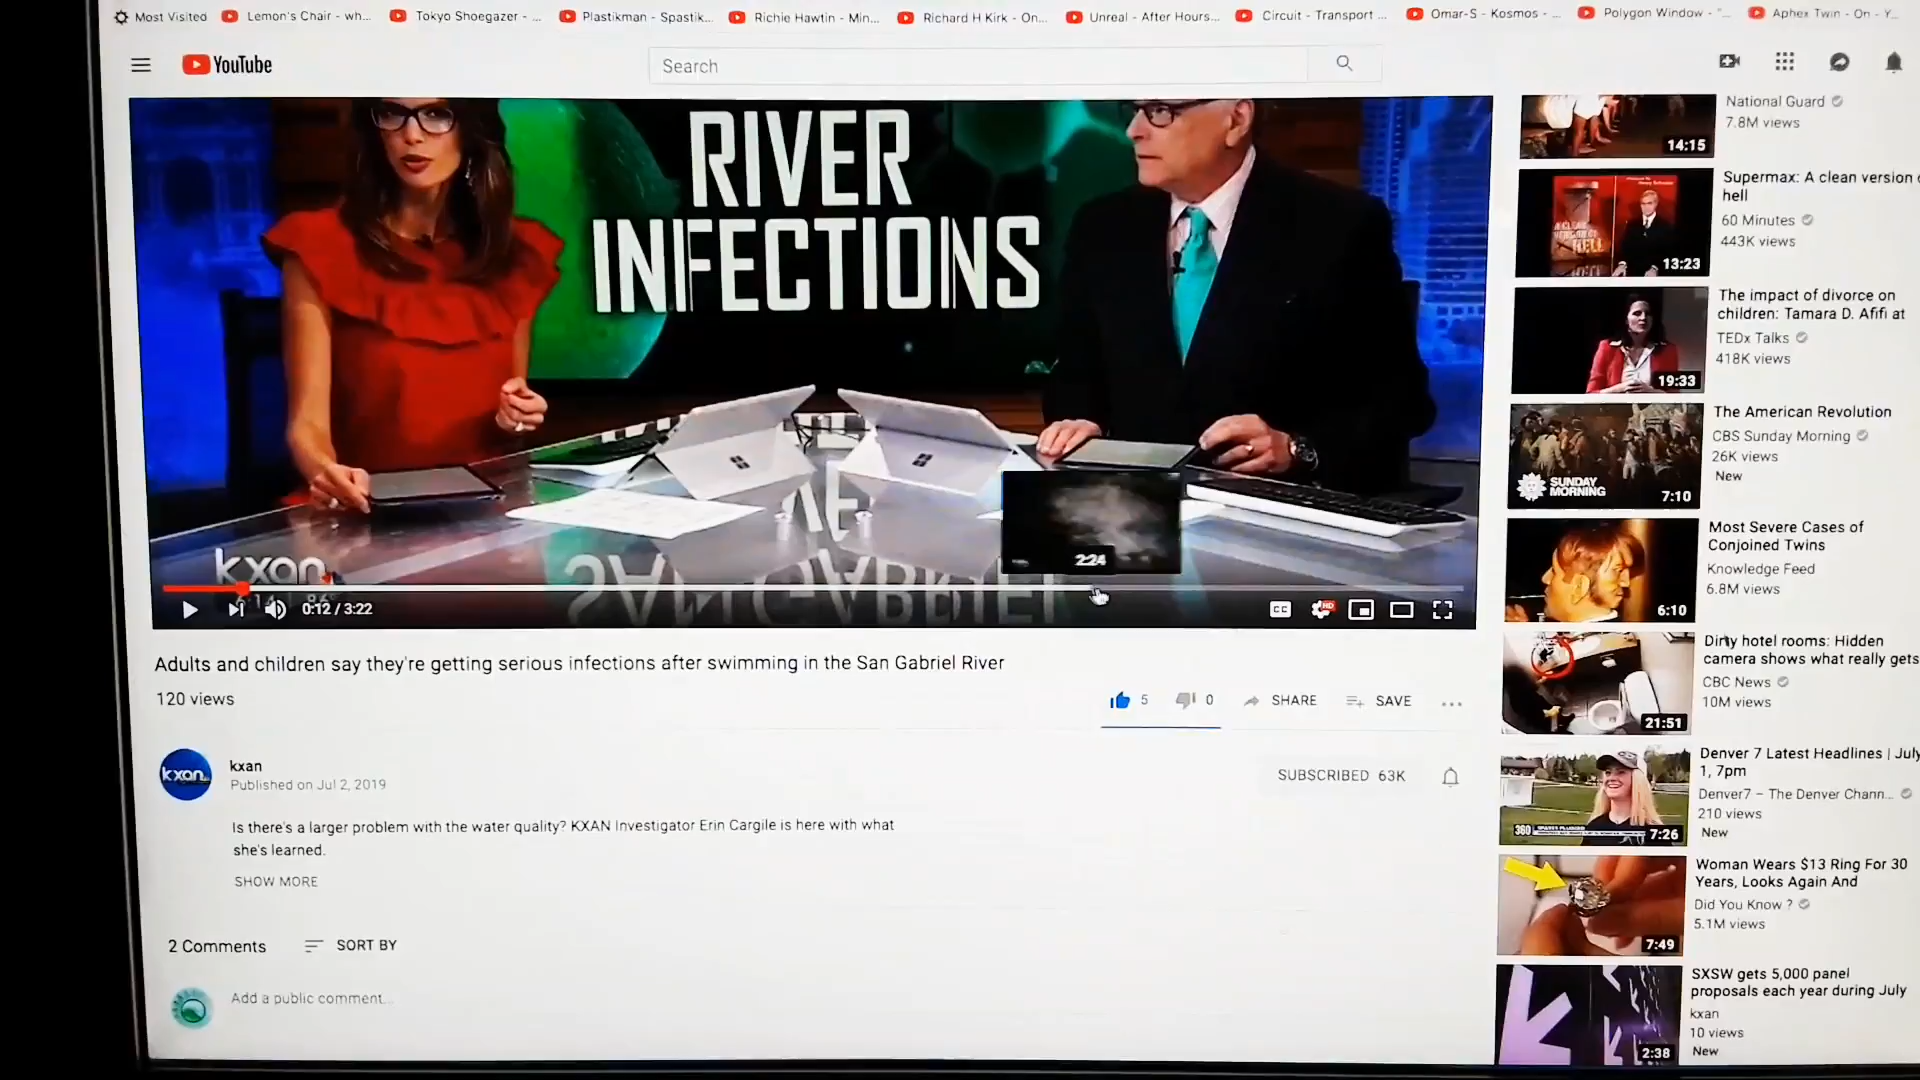 Most Visited
Lemon's Chair - wh...
Tokyo Shoegazer - ...
Plastikman - Spastik...
Richie Hawtin - Min...
Richard H Kirk - On...
Unreal - After Hours...
Circuit - Transport ...
Omar-S - Kosmos - ...
Polygon Window - "...
Aphex Twin - On - Y...
YouTube
Search
RIVER
INFECTIONS
SAN GABRIEL
kxan
2:24
0:12 / 3:22
CC
HD
Adults and children say they're getting serious infections after swimming in the San Gabriel River
120 views
5
0
SHARE
SAVE
kxan
kxan
Published on Jul 2, 2019
SUBSCRIBED 63K
Is there's a larger problem with the water quality? KXAN Investigator Erin Cargile is here with what
she's learned.
SHOW MORE
2 Comments
SORT BY
Add a public comment...
National Guard
7.8M views
14:15
Supermax: A clean version
hell
60 Minutes
443K views
HELL
13:23
The impact of divorce on
children: Tamara D. Afifi at
TEDx Talks
418K views
19:33
The American Revolution
CBS Sunday Morning
26K views
New
SUNDAY
MORNING
7:10
Most Severe Cases of
Conjoined Twins
Knowledge Feed
6.8M views
6:10
Dirty hotel rooms: Hidden
camera shows what really gets
CBC News
10M views
21:51
Denver 7 Latest Headlines | July
1, 7pm
Denver7 – The Denver Chann...
210 views
New
360
7:26
Woman Wears $13 Ring For 30
Years, Looks Again And
Did You Know ?
5.1M views
7:49
SXSW gets 5,000 panel
proposals each year during July
kxan
10 views
New
2:38